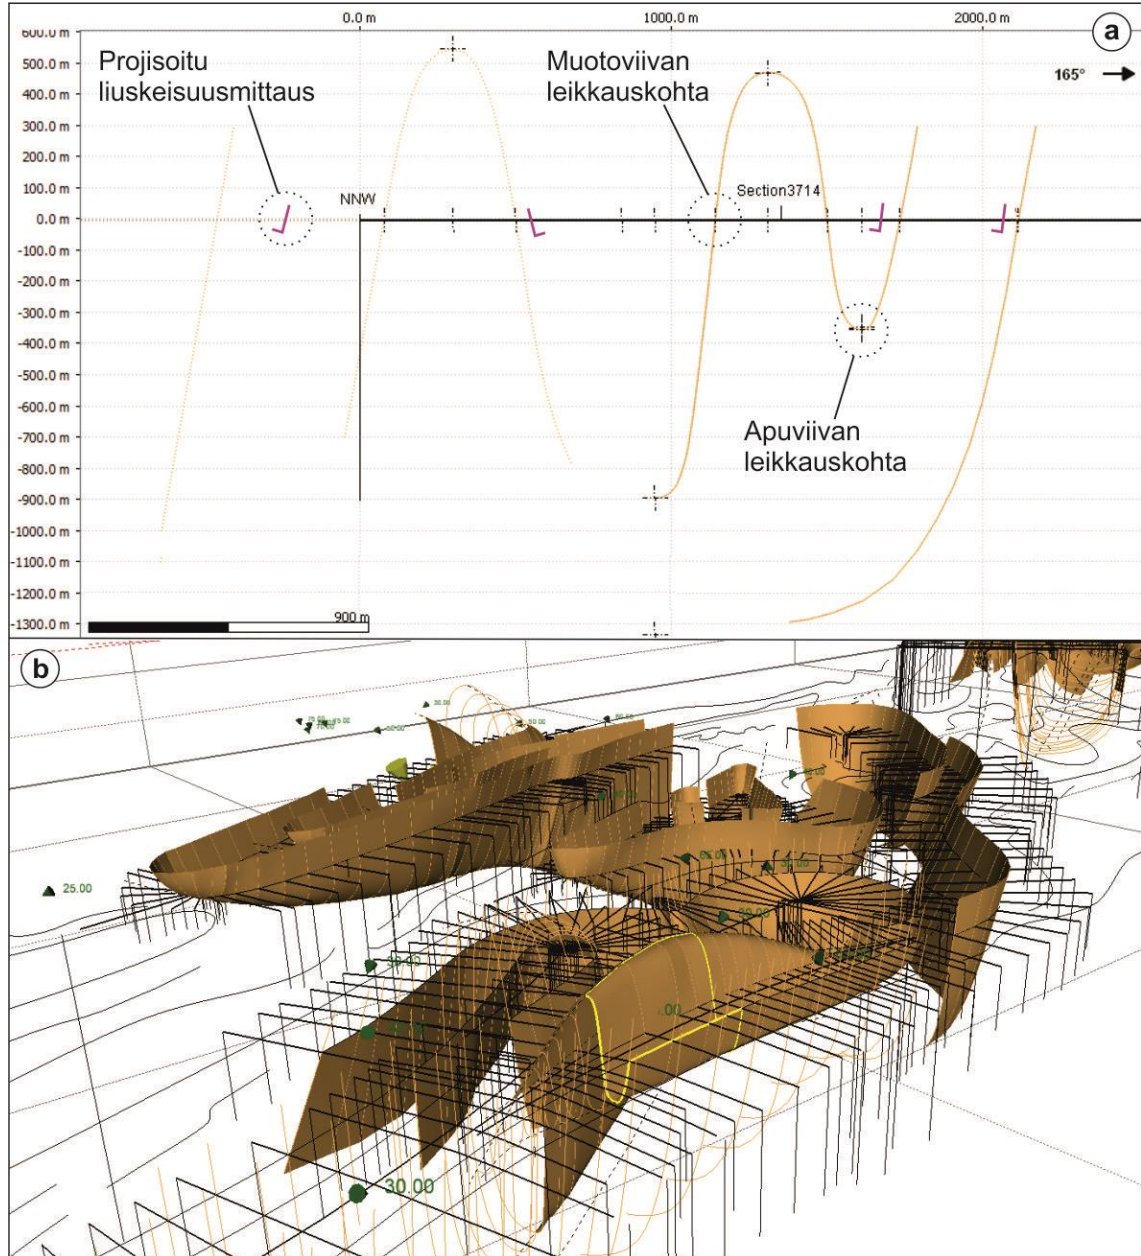 0.0 m 1000.0 m 2000.0 m
a
600.0 m
500.0 m
400.0 m
300.0 m
200.0 m
100.0 m
0.0 m
-100.0 m
-200.0 m
-300.0 m
-400.0 m
-500.0 m
-600.0 m
-700.0 m
-800.0 m
-900.0 m
-1000.0 m
-1100.0 m
-1200.0 m
-1300.0 m
Projisoitu
liuskeisuusmittaus
Muotoviivan
leikkauskohta
165°
NNW
Section3714
Apuviivan
leikkauskohta
900 m
b
25.00
30.00
30.00